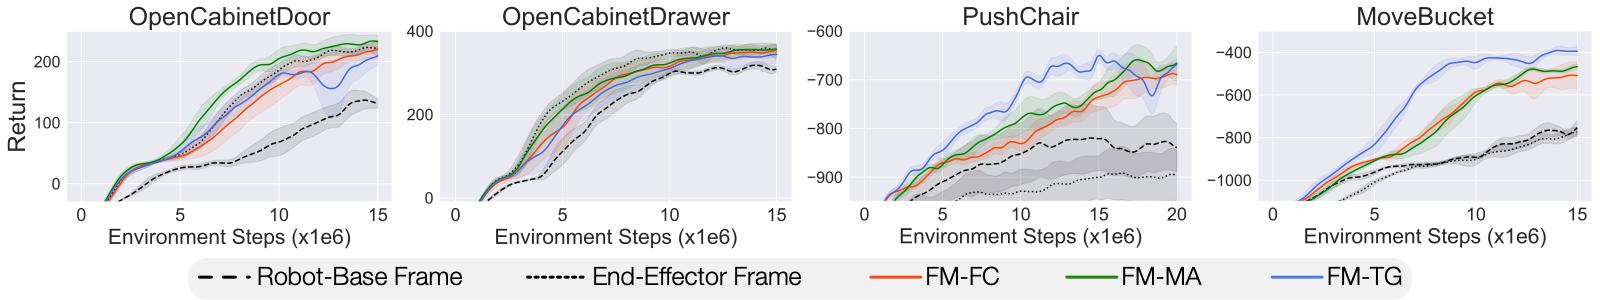 OpenCabinetDoor
OpenCabinetDrawer
PushChair
MoveBucket
Return
200
100
0
0
5
10
15
Environment Steps (x1e6)
400
200
0
0
5
10
15
Environment Steps (x1e6)
−600
−700
−800
−900
0
5
10
15
20
Environment Steps (x1e6)
−400
−600
−800
−1000
0
5
10
15
Environment Steps (x1e6)
Robot-Base Frame
End-Effector Frame
FM-FC
FM-MA
FM-TG